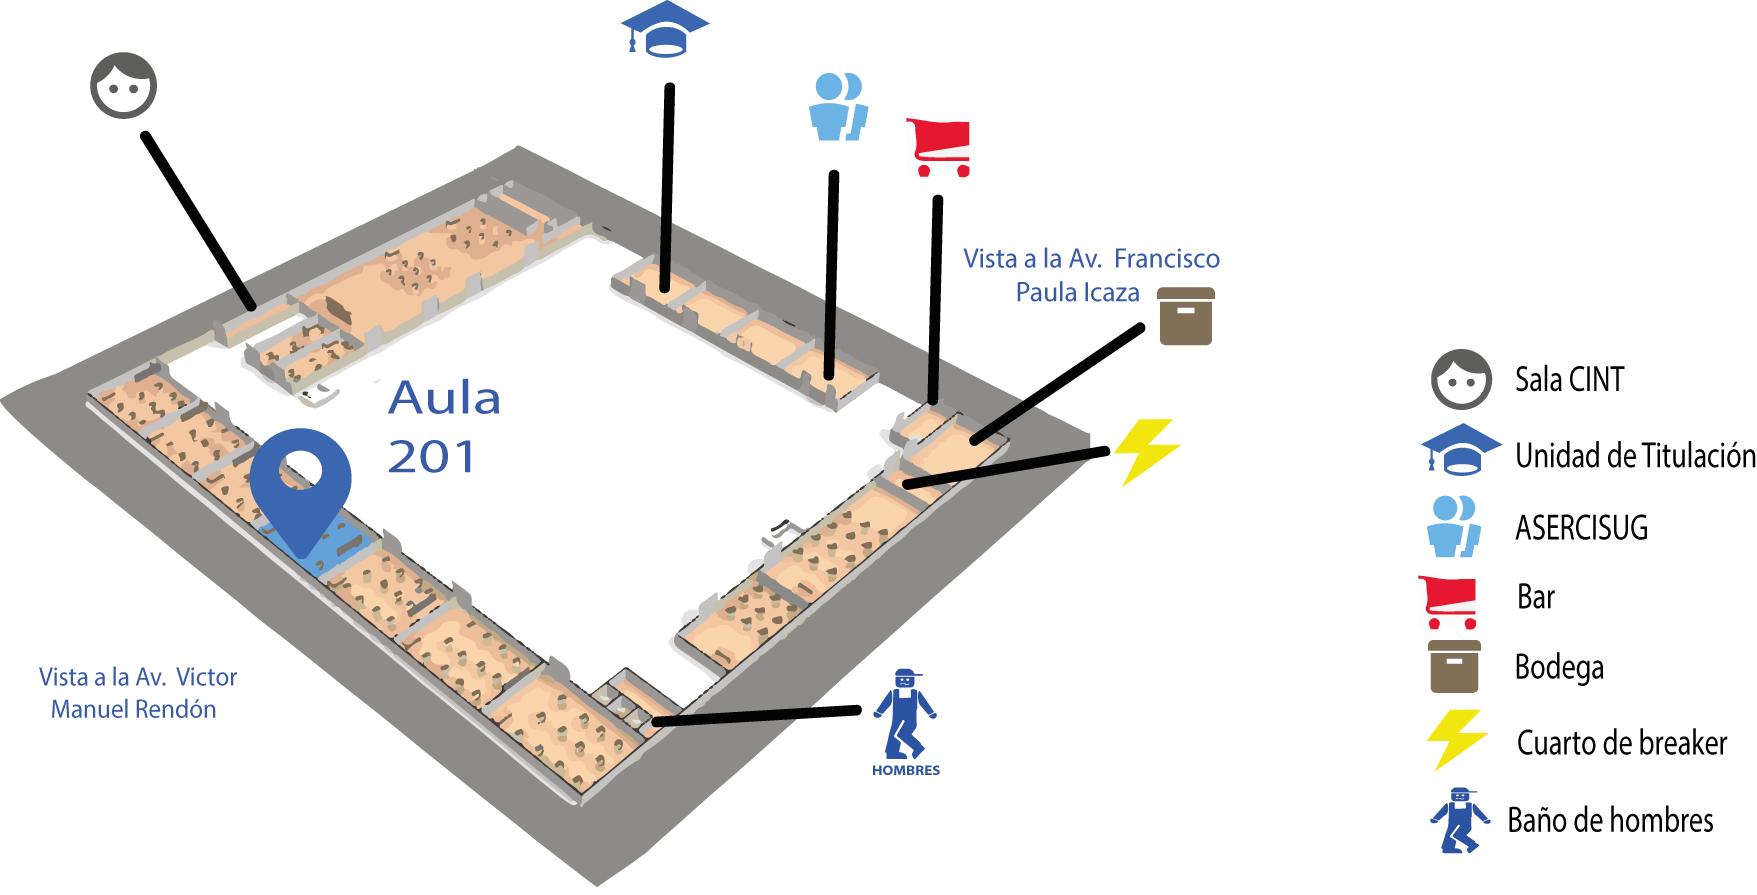 Vista a la Av. Francisco
Paula Icaza
Aula
201
Vista a la Av. Victor
Manuel Rendón
HOMBRES
Sala CINT
Unidad de Titulación
ASERCISUG
Bar
Bodega
Cuarto de breaker
Baño de hombres